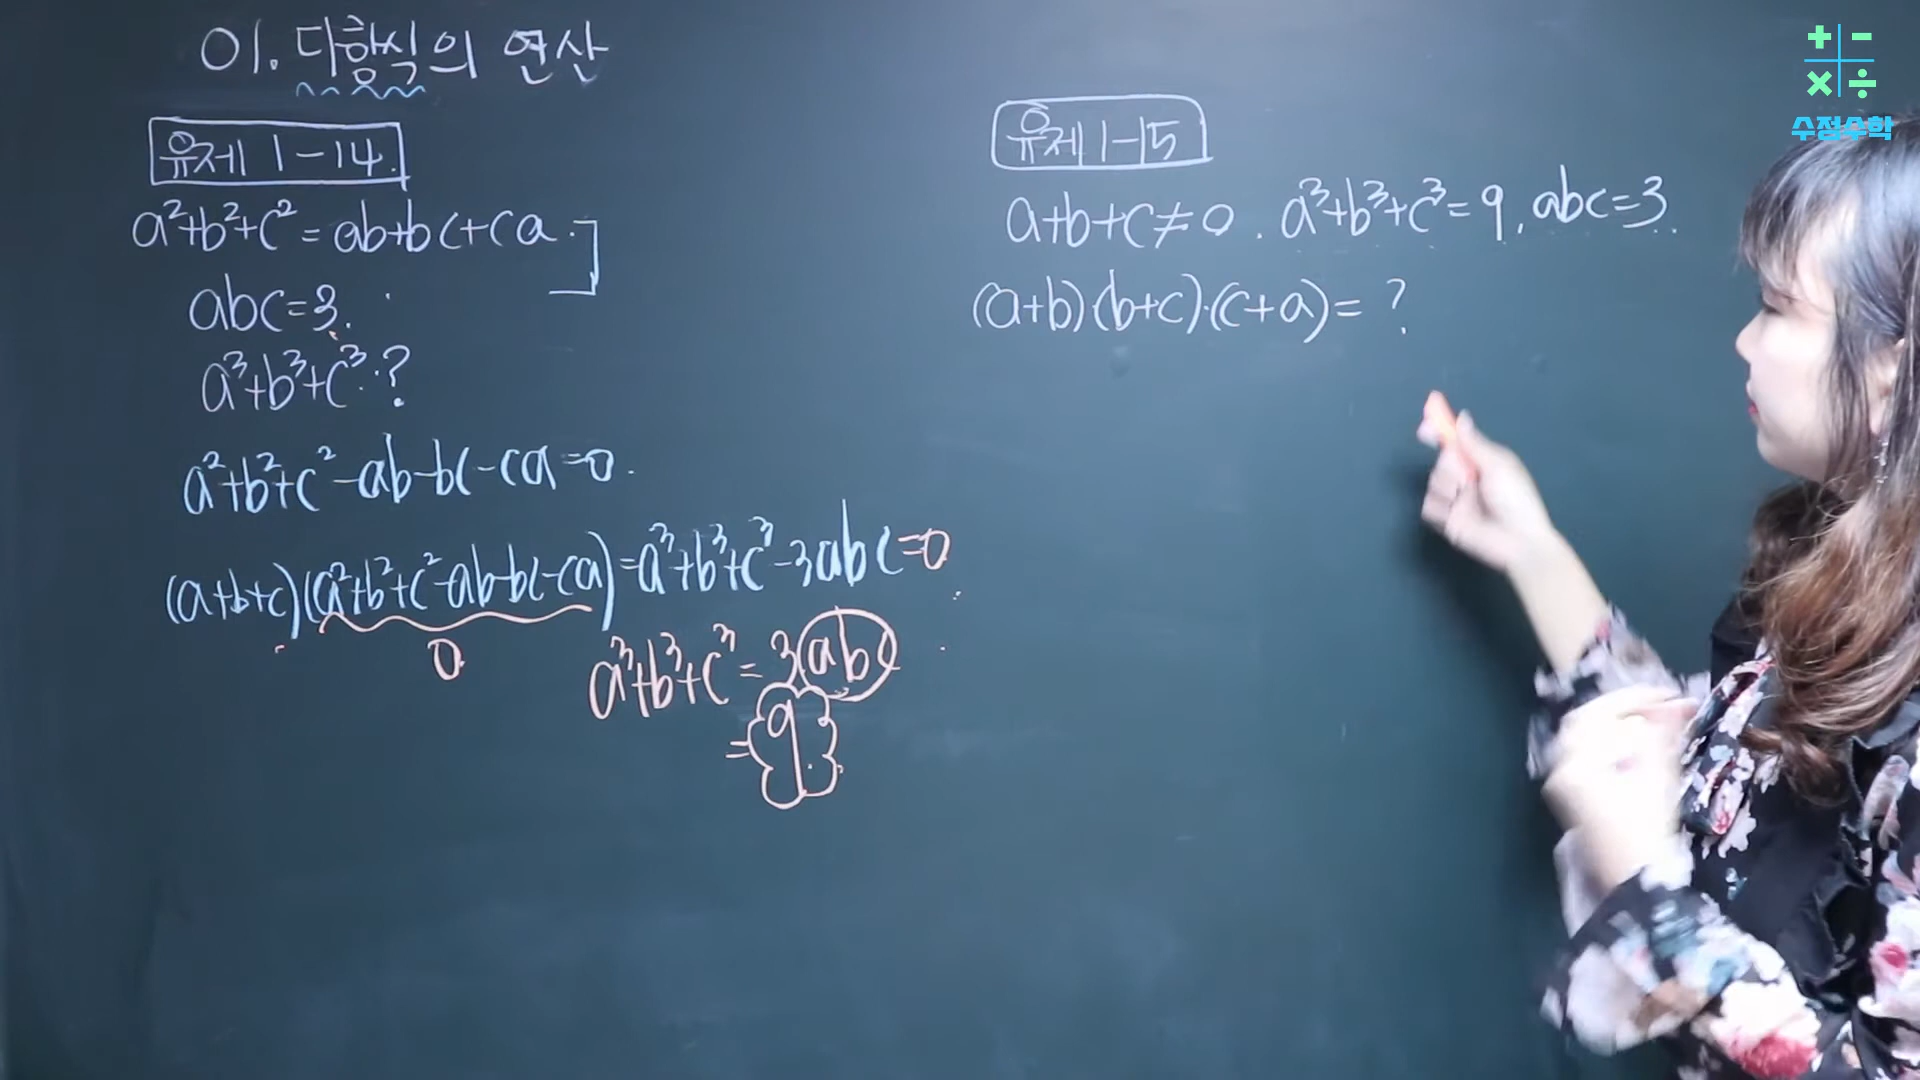 01. 다항식의 연산
유제 1-14.
a²+b²+c² = ab+bc+ca.
abc=3.
a³+b³+c³.?
a²+b²+c²-ab-bc-ca=0.
(a+b+c)(a²+b²+c²-ab-bc-ca)=a³+b³+c³-3abc=0
0
a³+b³+c³=3abc
=9
유제 1-15
a+b+c≠0. a³+b³+c³=9, abc=3.
(a+b)(b+c)·(c+a)= ?
+ - × ÷
수정수학